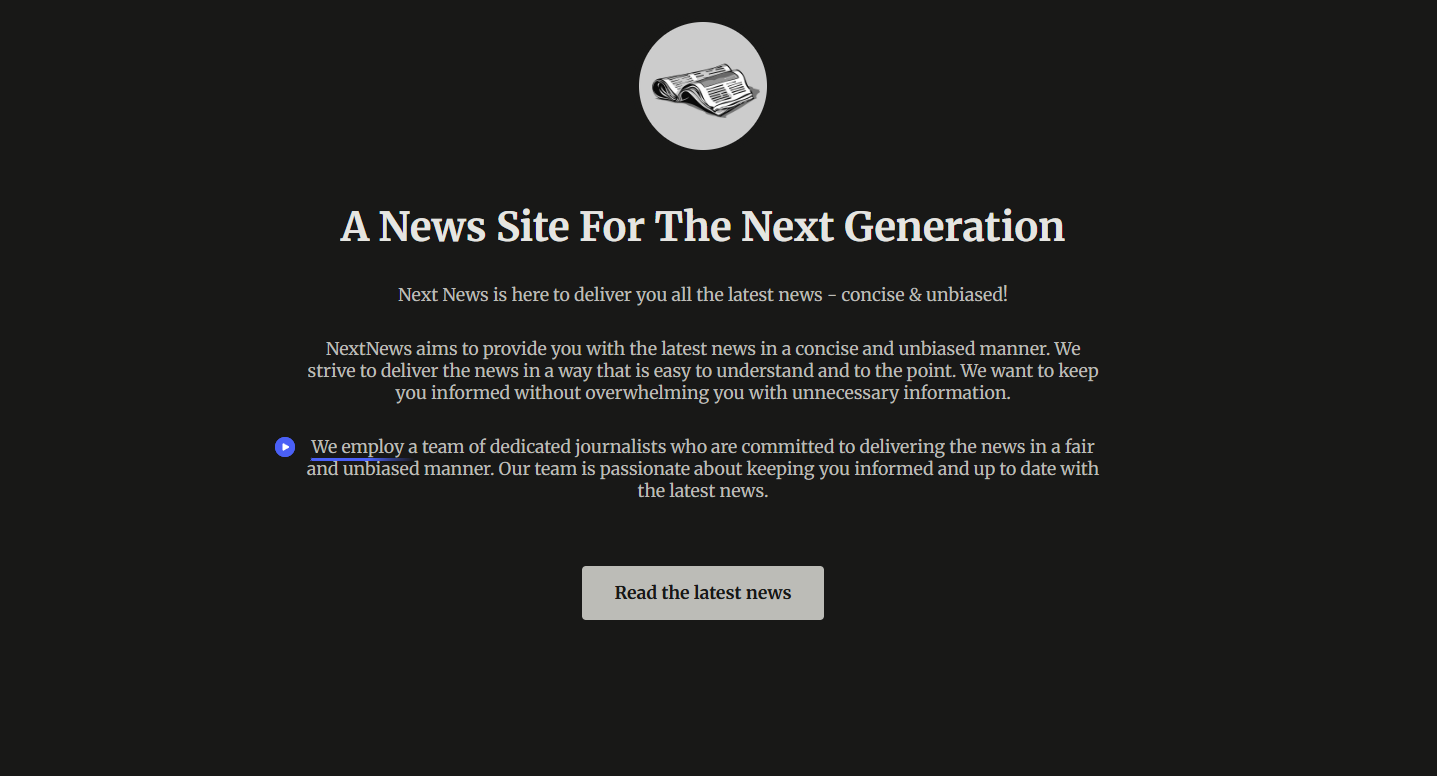 A News Site For The Next Generation
Next News is here to deliver you all the latest news - concise & unbiased!
NextNews aims to provide you with the latest news in a concise and unbiased manner. We
strive to deliver the news in a way that is easy to understand and to the point. We want to keep
you informed without overwhelming you with unnecessary information.
We employ a team of dedicated journalists who are committed to delivering the news in a fair
and unbiased manner. Our team is passionate about keeping you informed and up to date with
the latest news.
Read the latest news